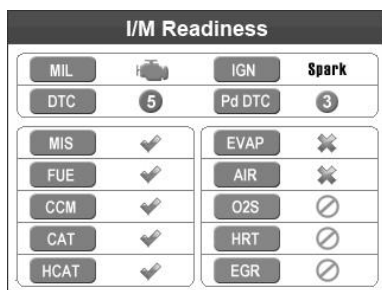 I/M Readiness
MIL IGN Spark
DTC 5 Pd DTC 3
MIS EVAP
FUE AIR
CCM O2S
CAT HRT
HCAT EGR